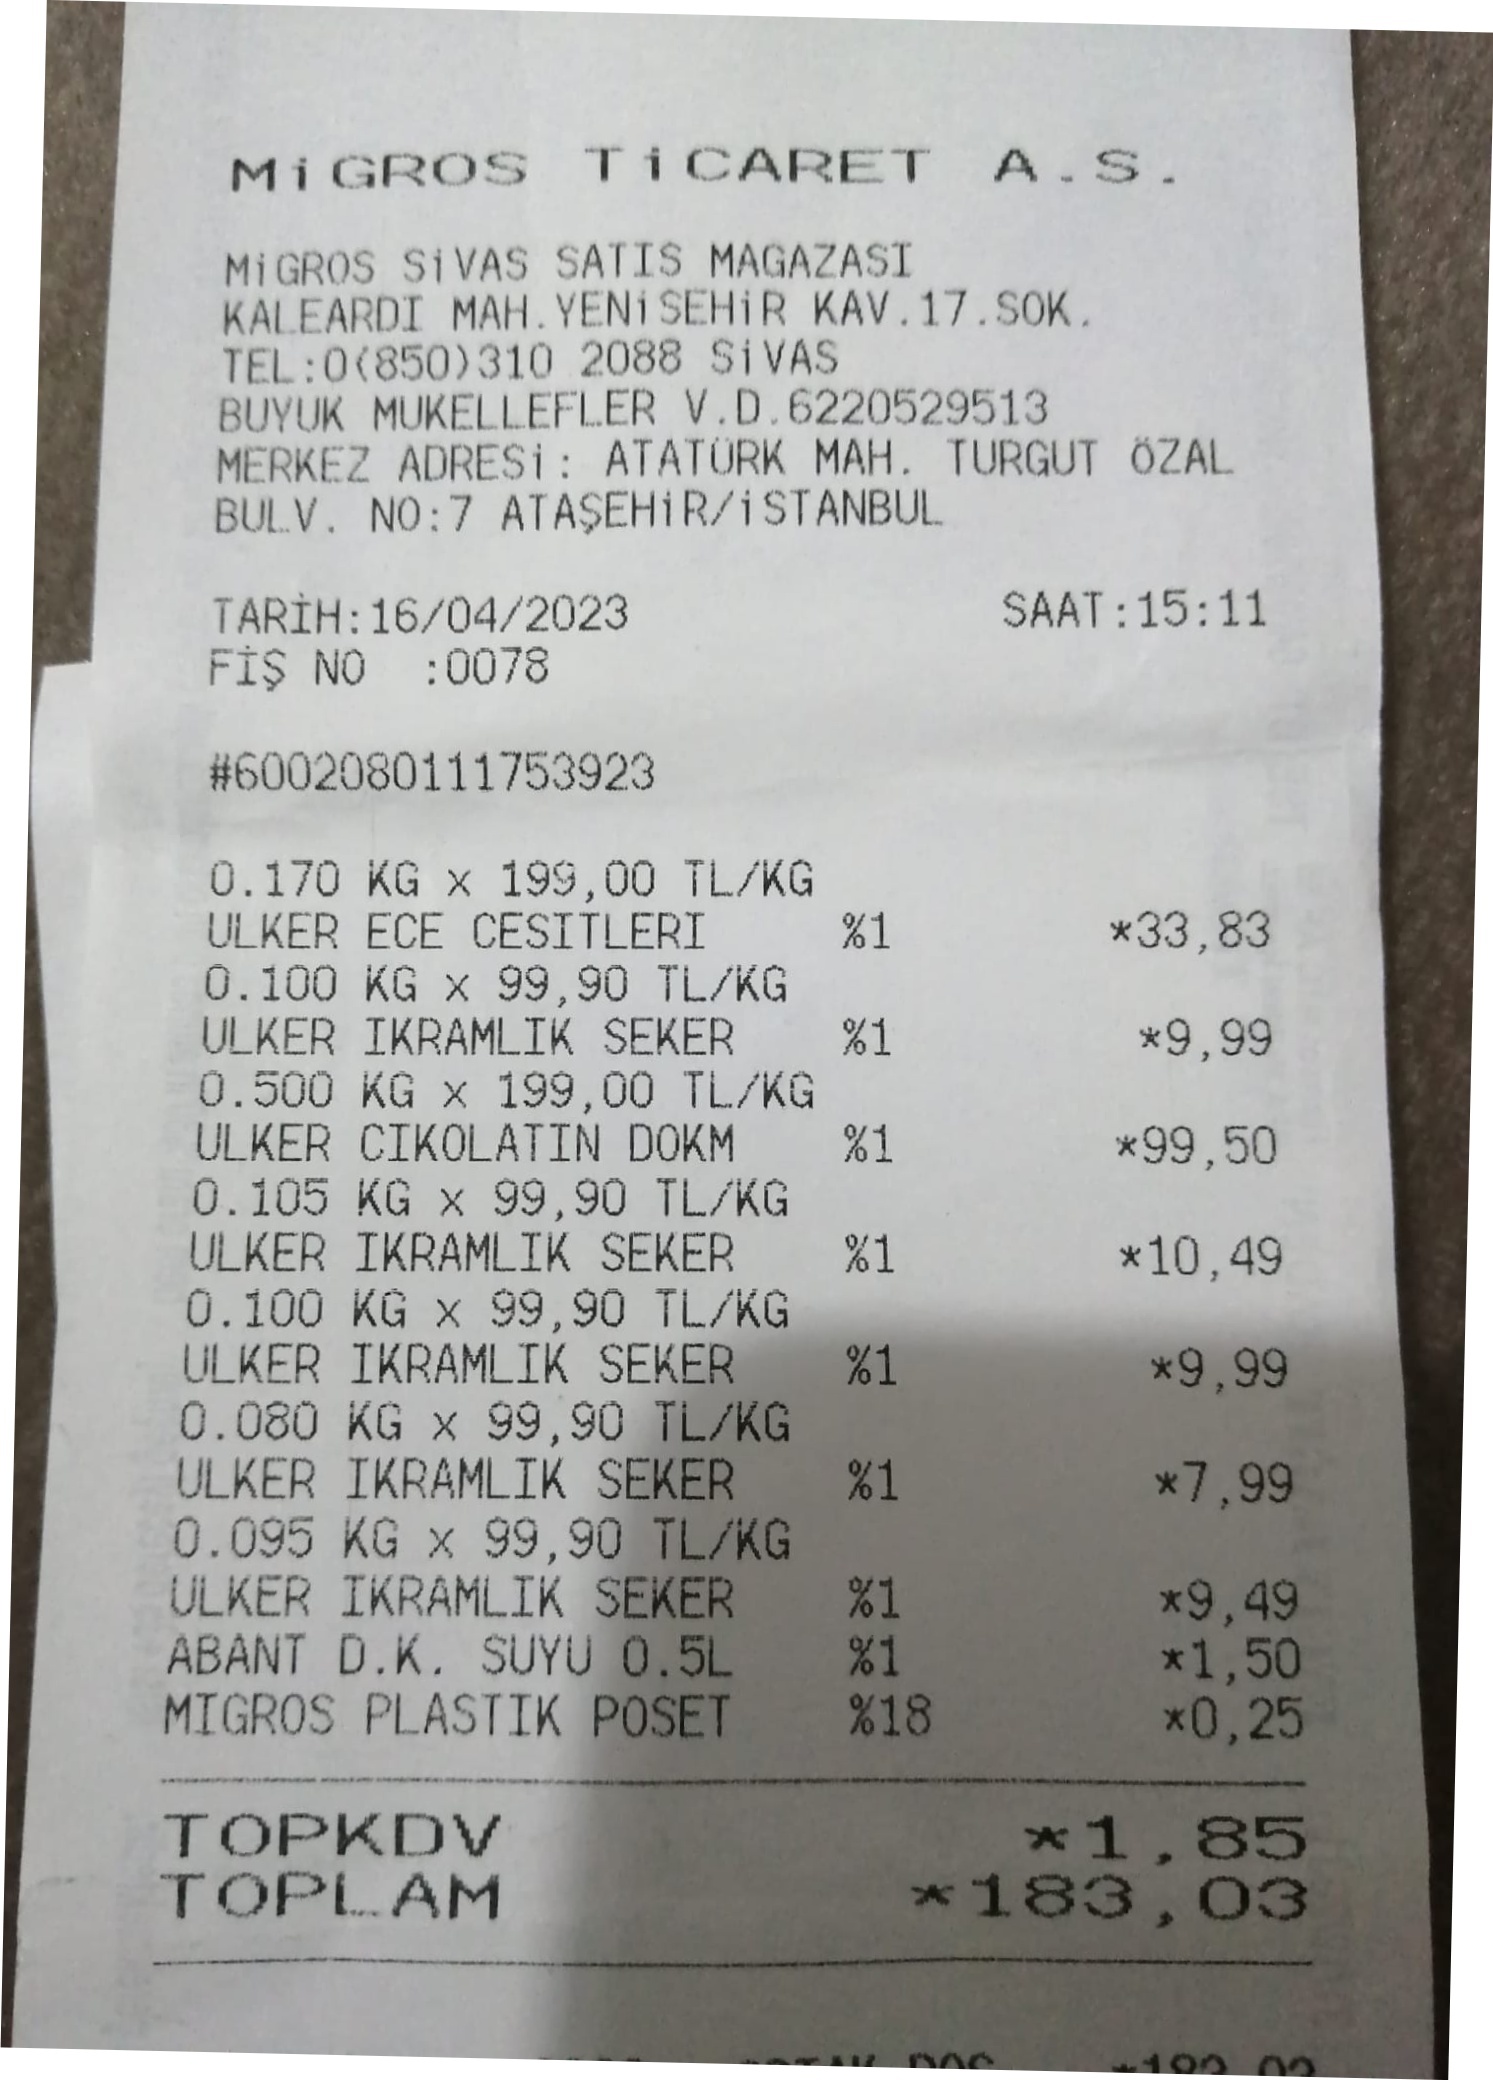 MiGROS TiCARET A.S.
MiGROS SiVAS SATIS MAGAZASI
KALEARDI MAH.YENiSEHiR KAV.17.SOK.
TEL:0(850)310 2088 SiVAS
BUYUK MUKELLEFLER V.D.6220529513
MERKEZ ADRESi: ATATÜRK MAH. TURGUT ÖZAL
BULV. NO:7 ATAŞEHiR/iSTANBUL
TARİH:16/04/2023 SAAT:15:11
FİŞ NO :0078
#6002080111753923
0.170 KG x 199,00 TL/KG
ULKER ECE CESITLERI %1 *33,83
0.100 KG x 99,90 TL/KG
ULKER IKRAMLIK SEKER %1 *9,99
0.500 KG x 199,00 TL/KG
ULKER CIKOLATIN DOKM %1 *99,50
0.105 KG x 99,90 TL/KG
ULKER IKRAMLIK SEKER %1 *10,49
0.100 KG x 99,90 TL/KG
ULKER IKRAMLIK SEKER %1 *9,99
0.080 KG x 99,90 TL/KG
ULKER IKRAMLIK SEKER %1 *7,99
0.095 KG x 99,90 TL/KG
ULKER IKRAMLIK SEKER %1 *9,49
ABANT D.K. SUYU 0.5L %1 *1,50
MIGROS PLASTIK POSET %18 *0,25
TOPKDV *1,85
TOPLAM *183,03